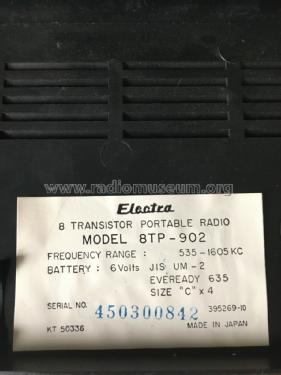 © www.radiomuseum.org
Electra
8 TRANSISTOR PORTABLE RADIO
MODEL 8TP-902
FREQUENCY RANGE : 535-1605 KC
BATTERY : 6 Volts JIS UM-2
EVEREADY 635
SIZE "C" x 4
SERIAL NO. 450300842 395269-10
KT 50336 MADE IN JAPAN